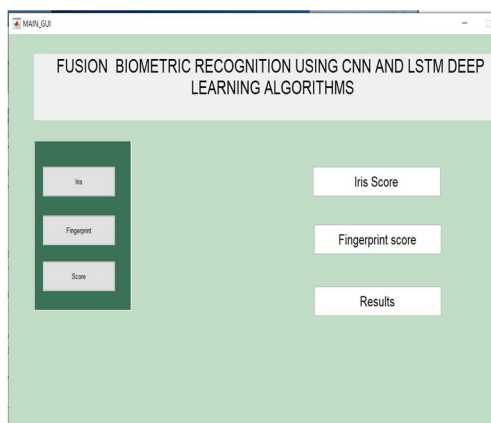 MAIN_GUI
FUSION BIOMETRIC RECOGNITION USING CNN AND LSTM DEEP
LEARNING ALGORITHMS
Iris
Fingerprint
Score
Iris Score
Fingerprint score
Results